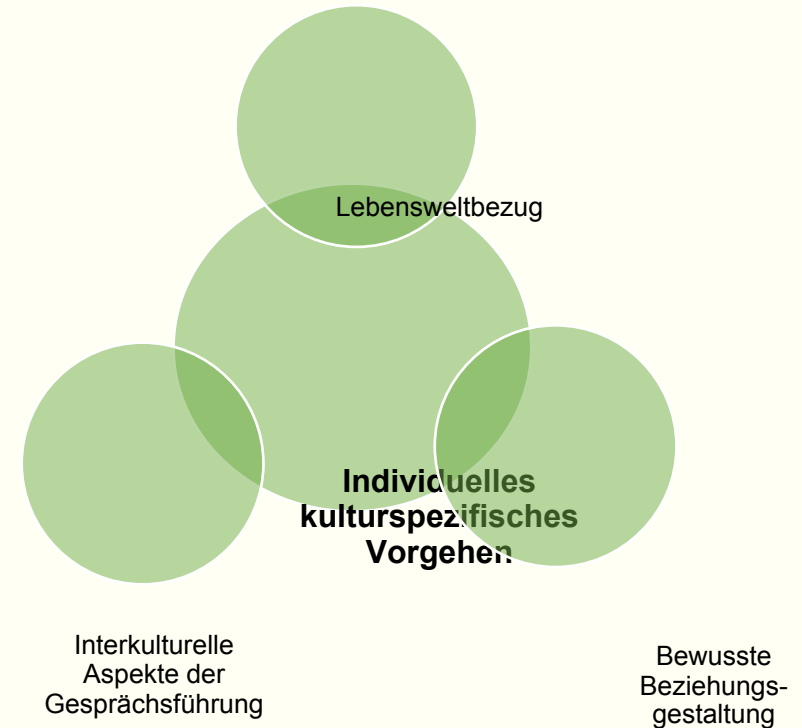 Lebensweltbezug
Individuelles
kulturspezifisches
Vorgehen
Interkulturelle
Aspekte der
Gesprächsführung
Bewusste
Beziehungs-
gestaltung